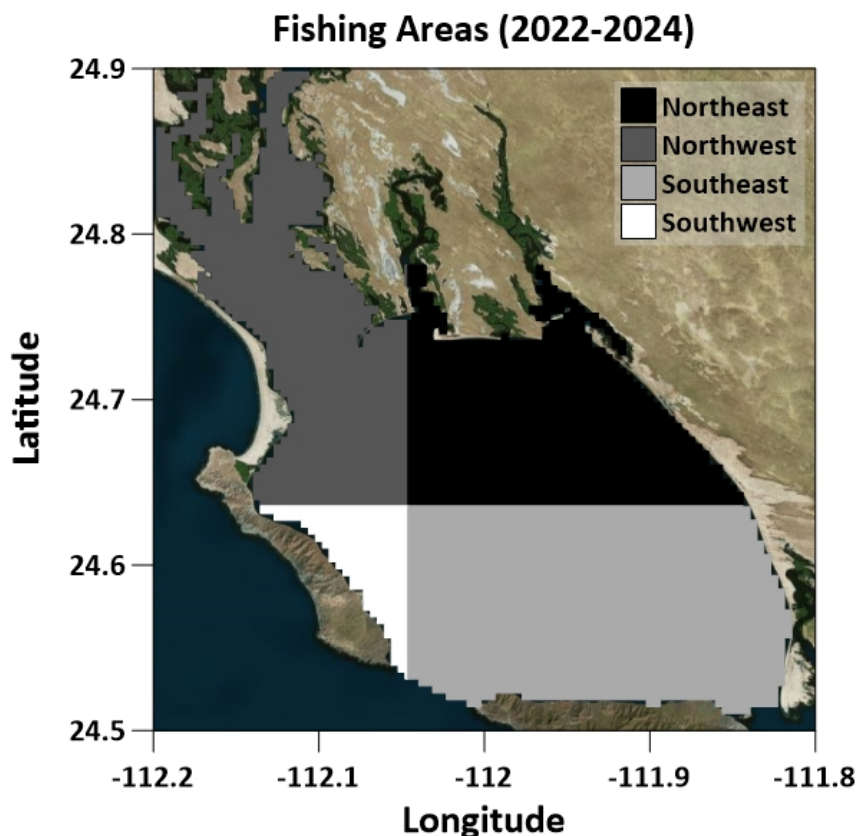 Fishing Areas (2022-2024)
24.9
24.8
24.7
24.6
24.5
Latitude
Northeast
Northwest
Southeast
Southwest
-112.2 -112.1 -112 -111.9 -111.8
Longitude